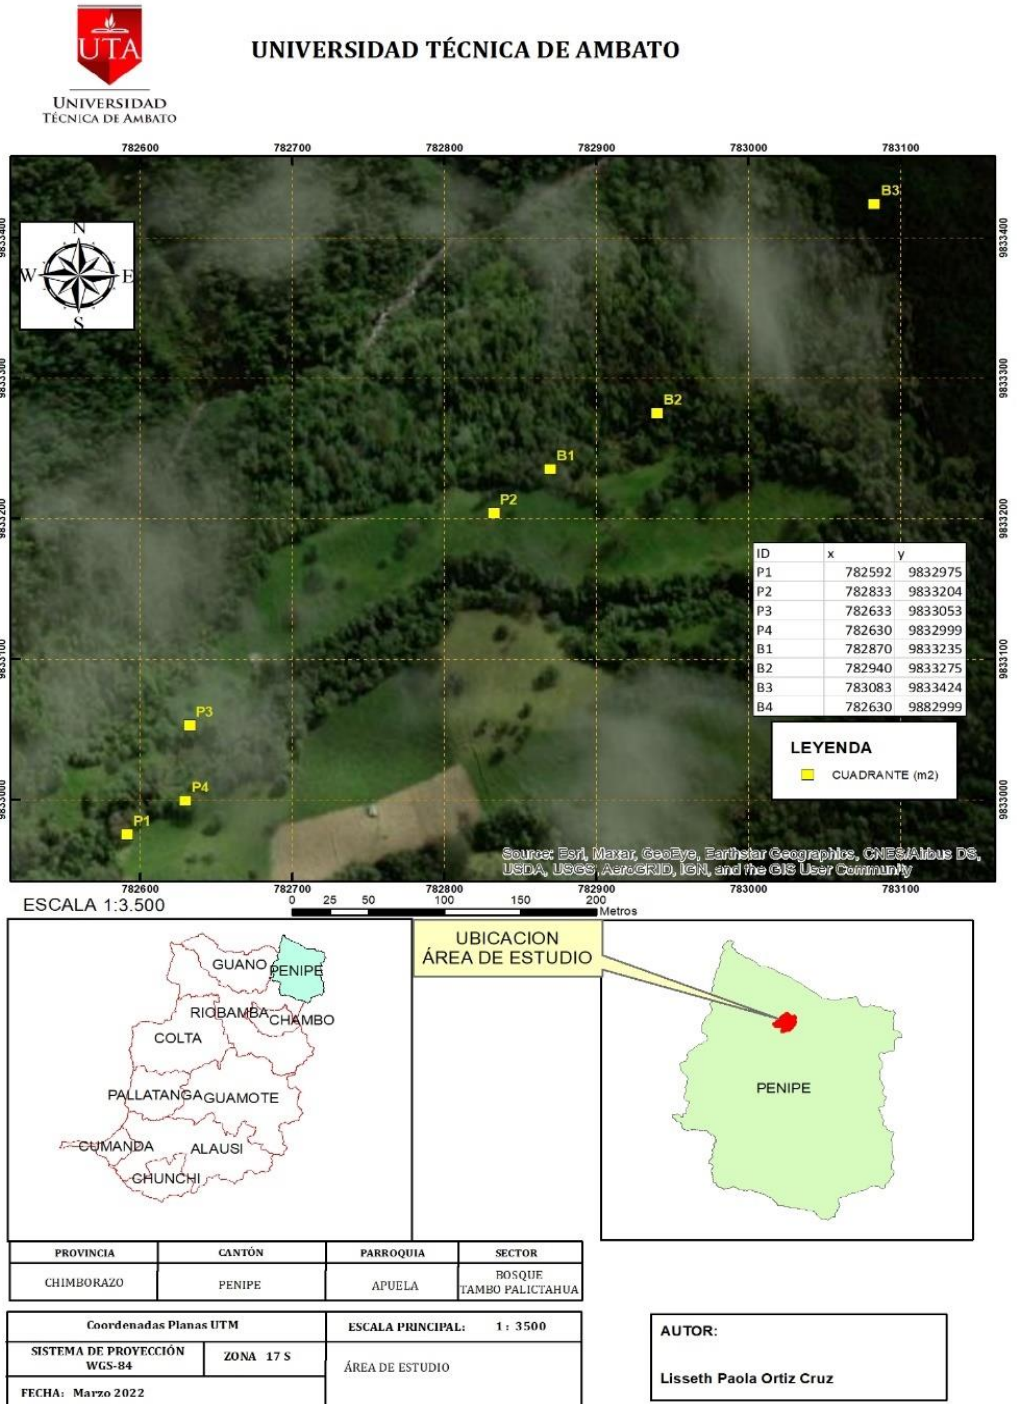 UTA
UNIVERSIDAD
TÉCNICA DE AMBATO
UNIVERSIDAD TÉCNICA DE AMBATO
782600 782700 782800 782900 783000 783100
B3
9833400 9833400
N
W E
S
9833300 9833300
B2
B1
P2
9833200 9833200
ID x y
P1 782592 9832975
P2 782833 9833204
P3 782633 9833053
P4 782630 9832999
B1 782870 9833235
B2 782940 9833275
B3 783083 9833424
B4 782630 9882999
9833100 9833100
P3
LEYENDA
CUADRANTE (m2)
P4
9833000 9833000
P1
Source: Esri, Maxar, GeoEye, Earthstar Geographics, CNES/Airbus DS,
USDA, USGS, AeroGRID, IGN, and the GIS User Community
782600 782700 782800 782900 783000 783100
ESCALA 1:3.500
0 25 50 100 150 200
Metros
UBICACION
ÁREA DE ESTUDIO
GUANO
PENIPE
RIOBAMBA
CHAMBO
COLTA
PALLATANGA
GUAMOTE
CUMANDA
ALAUSI
CHUNCHI
PENIPE
PROVINCIA CANTÓN PARROQUIA SECTOR
CHIMBORAZO PENIPE APUELA BOSQUE
TAMBO PALICTAHUA
Coordenadas Planas UTM ESCALA PRINCIPAL: 1: 3500
SISTEMA DE PROYECCIÓN
WGS-84
ZONA 17 S
ÁREA DE ESTUDIO
FECHA: Marzo 2022
AUTOR:
Lisseth Paola Ortiz Cruz